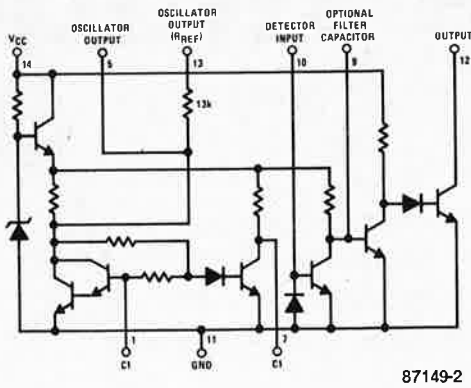 VCC
14
OSCILLATOR
OUTPUT
5
OSCILLATOR
OUTPUT
(RREF)
13
13k
DETECTOR
INPUT
10
OPTIONAL
FILTER
CAPACITOR
9
OUTPUT
12
1
C1
11
GND
7
C1
87149-2